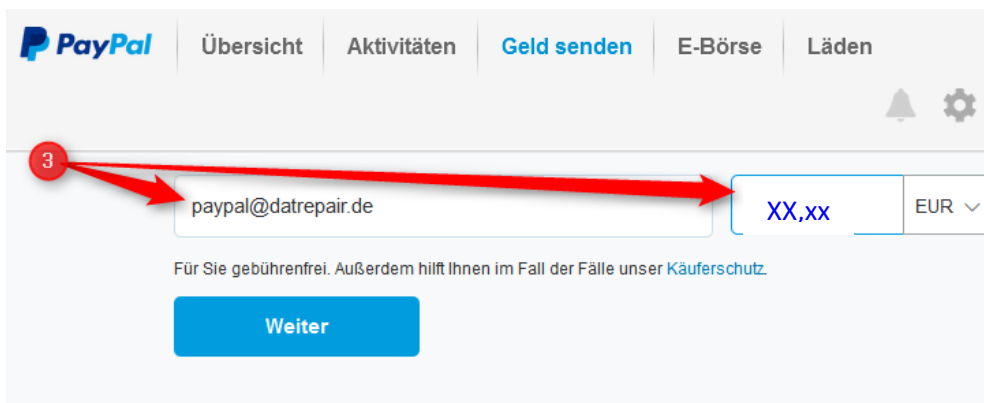 PayPal Übersicht Aktivitäten Geld senden E-Börse Läden
3
paypal@datrepair.de XX,xx EUR
Für Sie gebührenfrei. Außerdem hilft Ihnen im Fall der Fälle unser Käuferschutz.
Weiter